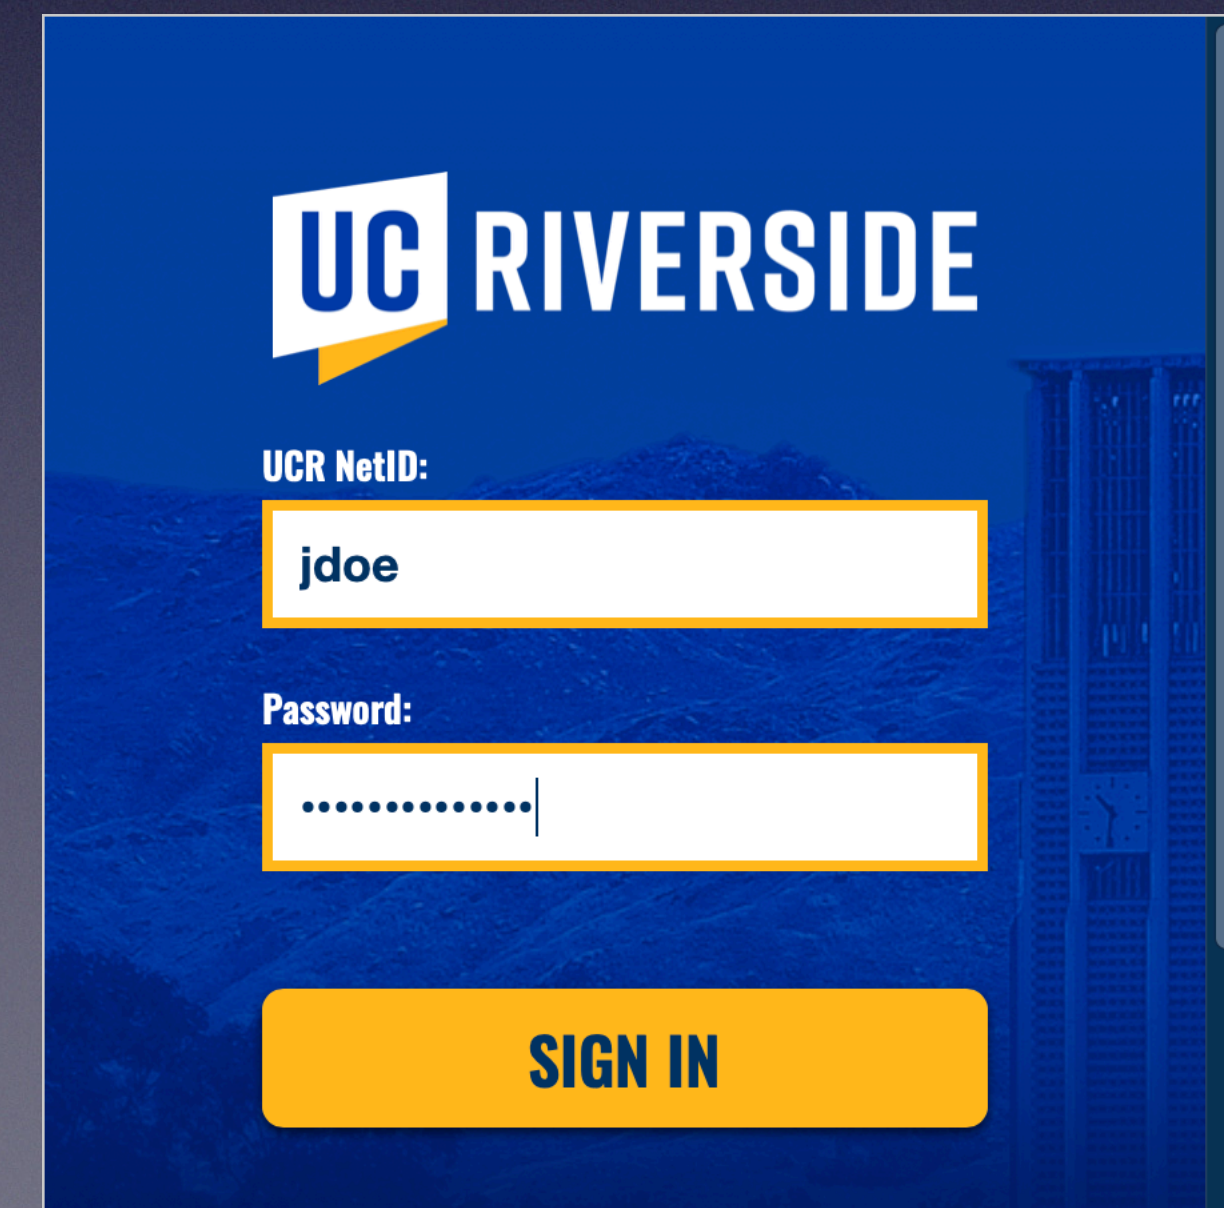 UC RIVERSIDE
UCR NetID:
jdoe
Password:
••••••••••••••
SIGN IN